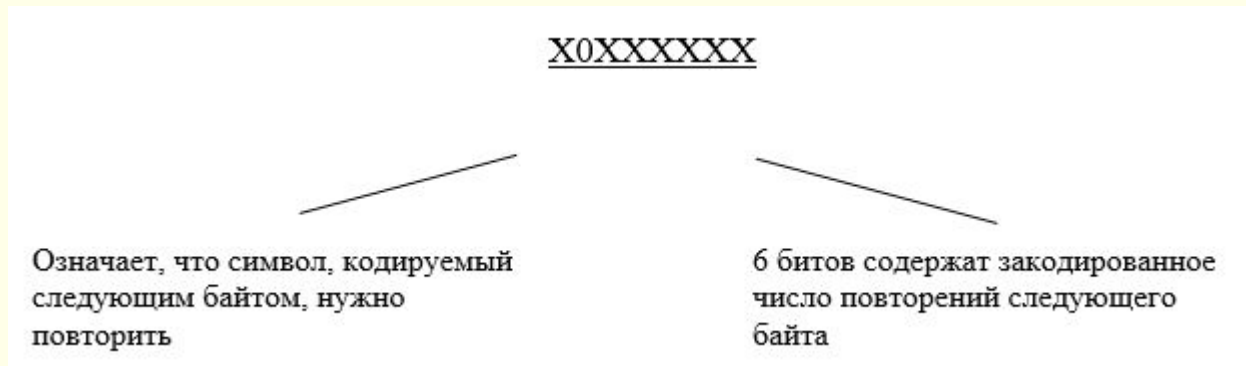 X0XXXXXX
Означает, что символ, кодируемый
следующим байтом, нужно
повторить
6 битов содержат закодированное
число повторений следующего
байта